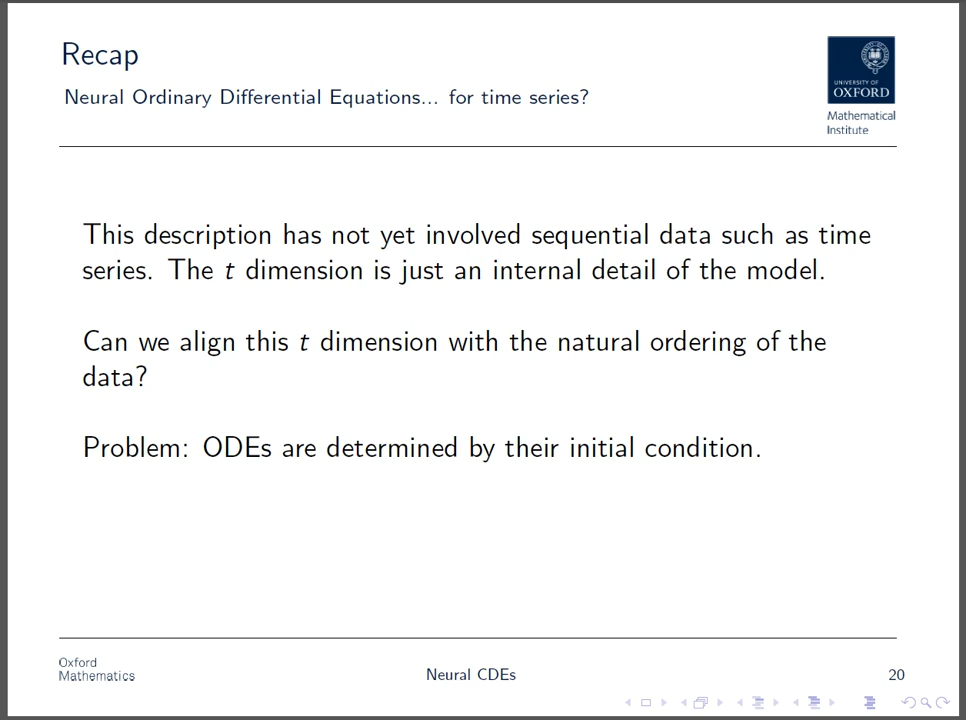 Recap
Neural Ordinary Differential Equations... for time series?
UNIVERSITY OF
OXFORD
Mathematical
Institute
This description has not yet involved sequential data such as time
series. The t dimension is just an internal detail of the model.
Can we align this t dimension with the natural ordering of the
data?
Problem: ODEs are determined by their initial condition.
Oxford
Mathematics
Neural CDEs
20